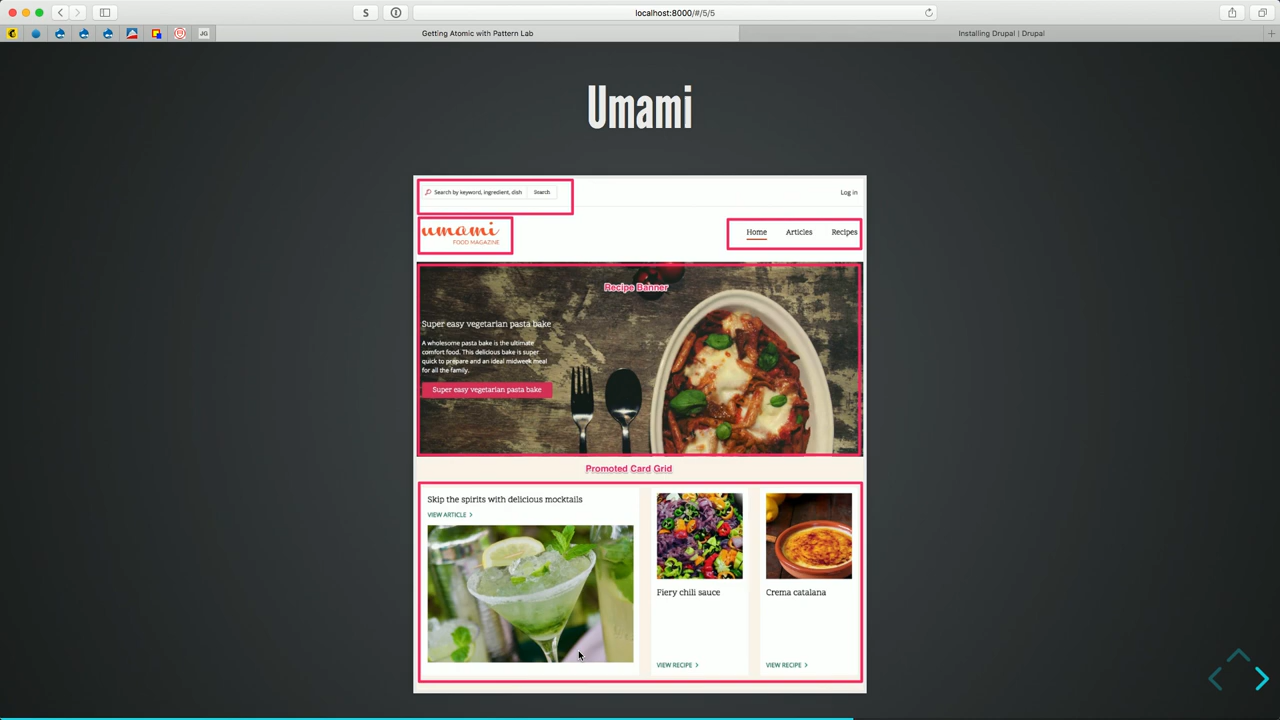 S
localhost:8000/#/5/5
JG
Getting Atomic with Pattern Lab
Installing Drupal | Drupal
Umami
Search by keyword, ingredient, dish
Search
Log in
umami
FOOD MAGAZINE
Home
Articles
Recipes
Recipe Banner
Super easy vegetarian pasta bake
A wholesome pasta bake is the ultimate
comfort food. This delicious bake is super
quick to prepare and an ideal midweek meal
for all the family.
Super easy vegetarian pasta bake
Promoted Card Grid
Skip the spirits with delicious mocktails
VIEW ARTICLE >
Fiery chili sauce
VIEW RECIPE >
Crema catalana
VIEW RECIPE >